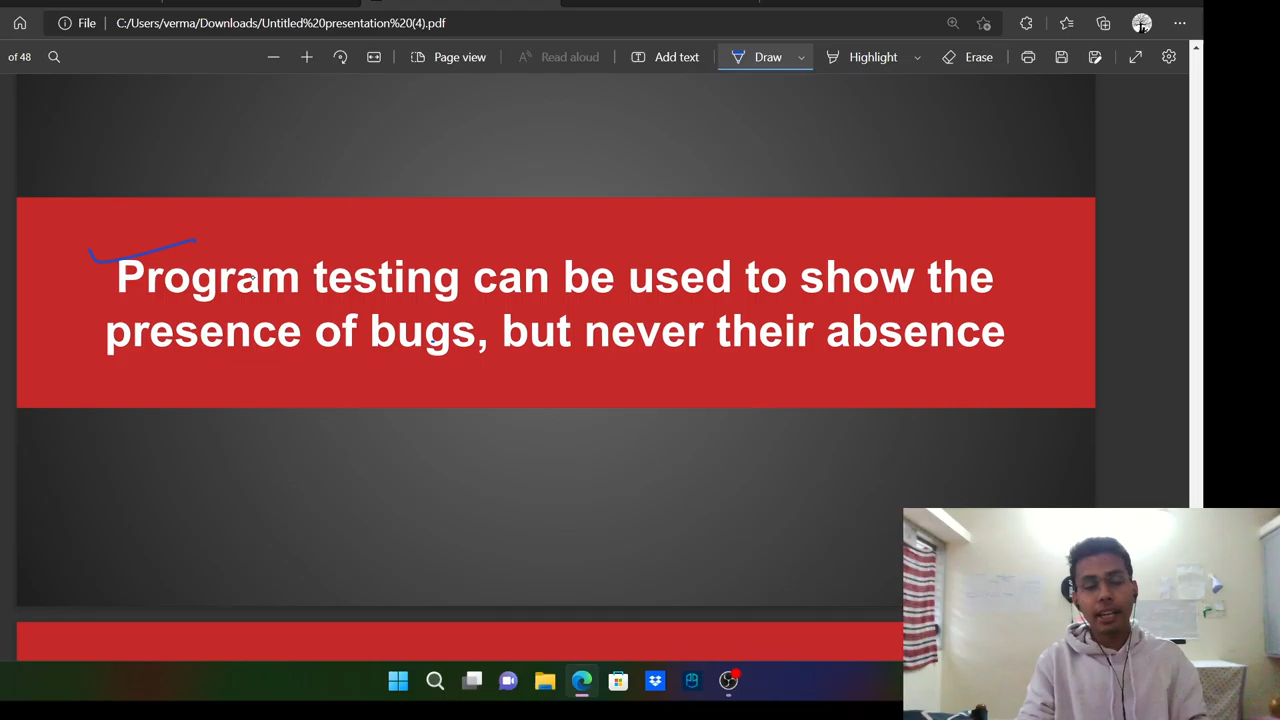 File C:/Users/verma/Downloads/Untitled%20presentation%20(4).pdf
of 48 Page view Read aloud Add text Draw Highlight Erase
Program testing can be used to show the
presence of bugs, but never their absence